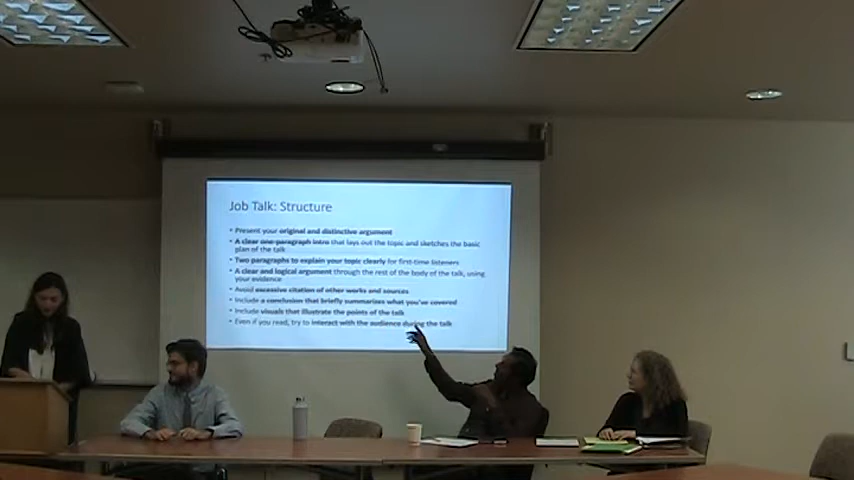 Job Talk: Structure
• Present your original and distinctive argument
• A clear one-paragraph intro that lays out the topic and sketches the basic
plan of the talk
• Two paragraphs to explain your topic clearly for first-time listeners
• A clear and logical argument through the rest of the body of the talk, using
your evidence
• Avoid excessive citation of other works and sources
• Include a conclusion that briefly summarizes what you've covered
• Include visuals that illustrate the points of the talk
• Even if you read, try to interact with the audience during the talk